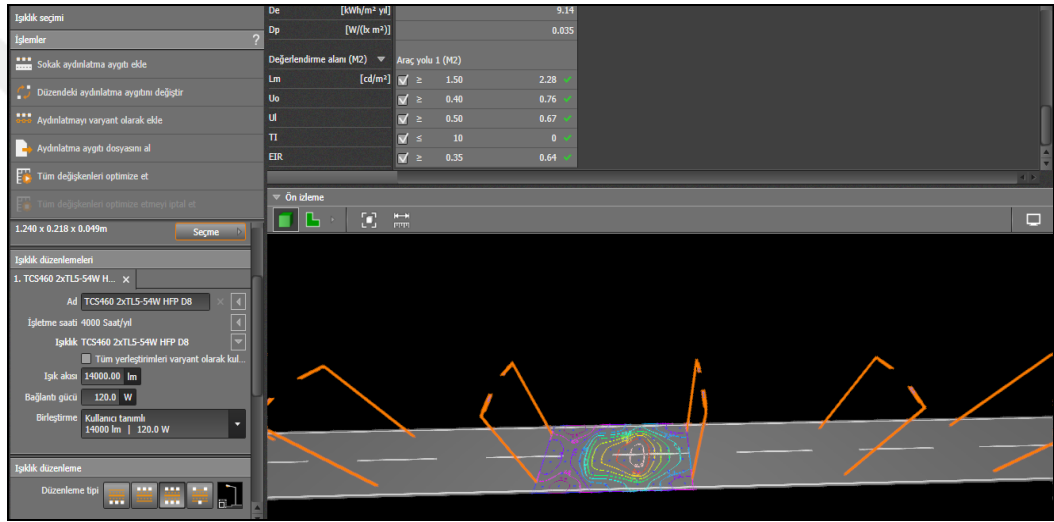 Işıklık seçimi
İşlemler ?
Sokak aydınlatma aygıtı ekle
Düzendeki aydınlatma aygıtını değiştir
Aydınlatmayı varyant olarak ekle
Aydınlatma aygıtı dosyasını al
Tüm değişkenleri optimize et
Tüm değişkenleri optimize etmeyi iptal et
1.240 x 0.218 x 0.049m Seçme
Işıklık düzenlemeleri
1. TCS460 2xTL5-54W H... x
Ad TCS460 2xTL5-54W HFP D8
İşletme saati 4000 Saat/yıl
Işıklık TCS460 2xTL5-54W HFP D8
Tüm yerleştirimleri varyant olarak kul...
Işık akısı 14000.00 lm
Bağlantı gücü 120.0 W
Birleştirme Kullanıcı tanımlı
14000 lm | 120.0 W
Işıklık düzenleme
Düzenleme tipi
De [kWh/m² yıl] 9.14
Dp [W/(lx m²)] 0.035
Değerlendirme alanı (M2) Araç yolu 1 (M2)
Lm [cd/m²] ≥ 1.50 2.28
Uo ≥ 0.40 0.76
Ul ≥ 0.50 0.67
TI ≤ 10 0
EIR ≥ 0.35 0.64
Ön izleme